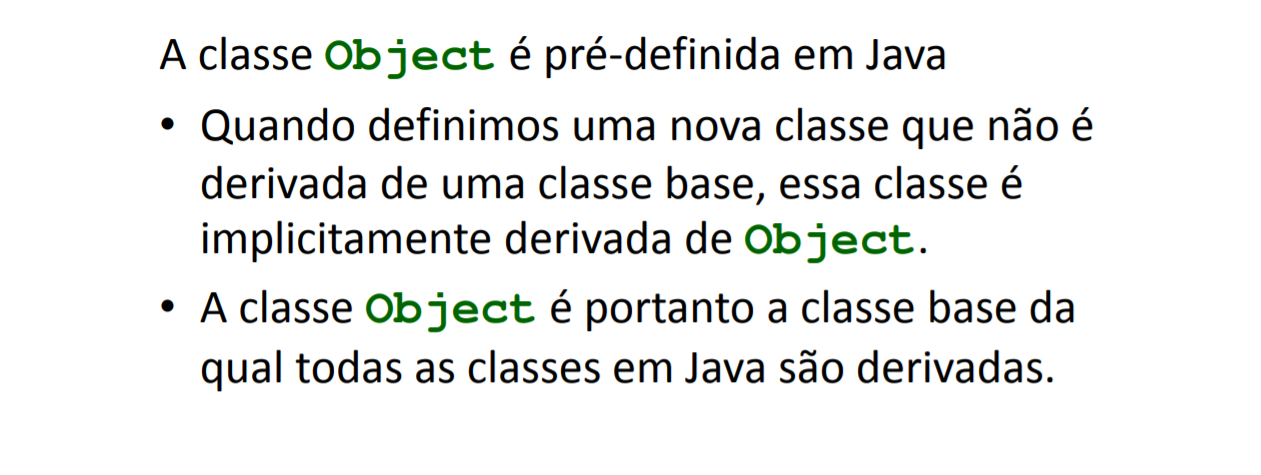 A classe Object é pré-definida em Java
• Quando definimos uma nova classe que não é
derivada de uma classe base, essa classe é
implicitamente derivada de Object.
• A classe Object é portanto a classe base da
qual todas as classes em Java são derivadas.